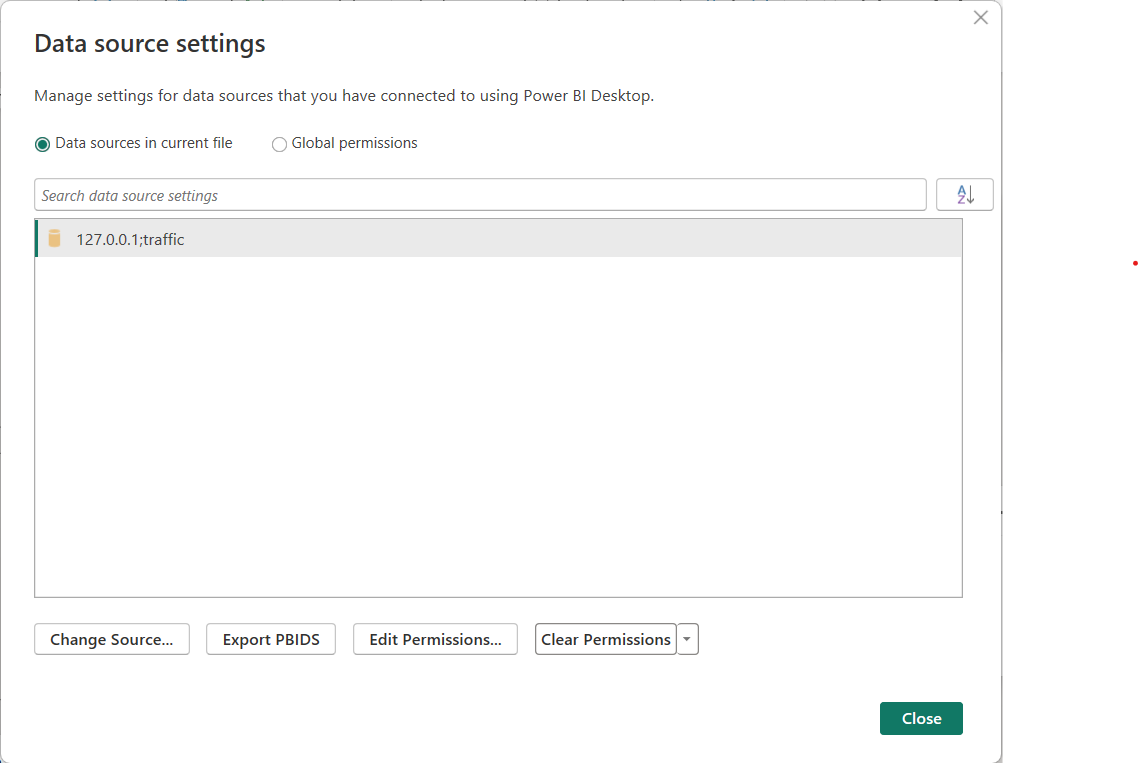 Data source settings
Manage settings for data sources that you have connected to using Power BI Desktop.
Data sources in current file Global permissions
Search data source settings
127.0.0.1;traffic
Change Source... Export PBIDS Edit Permissions... Clear Permissions
Close